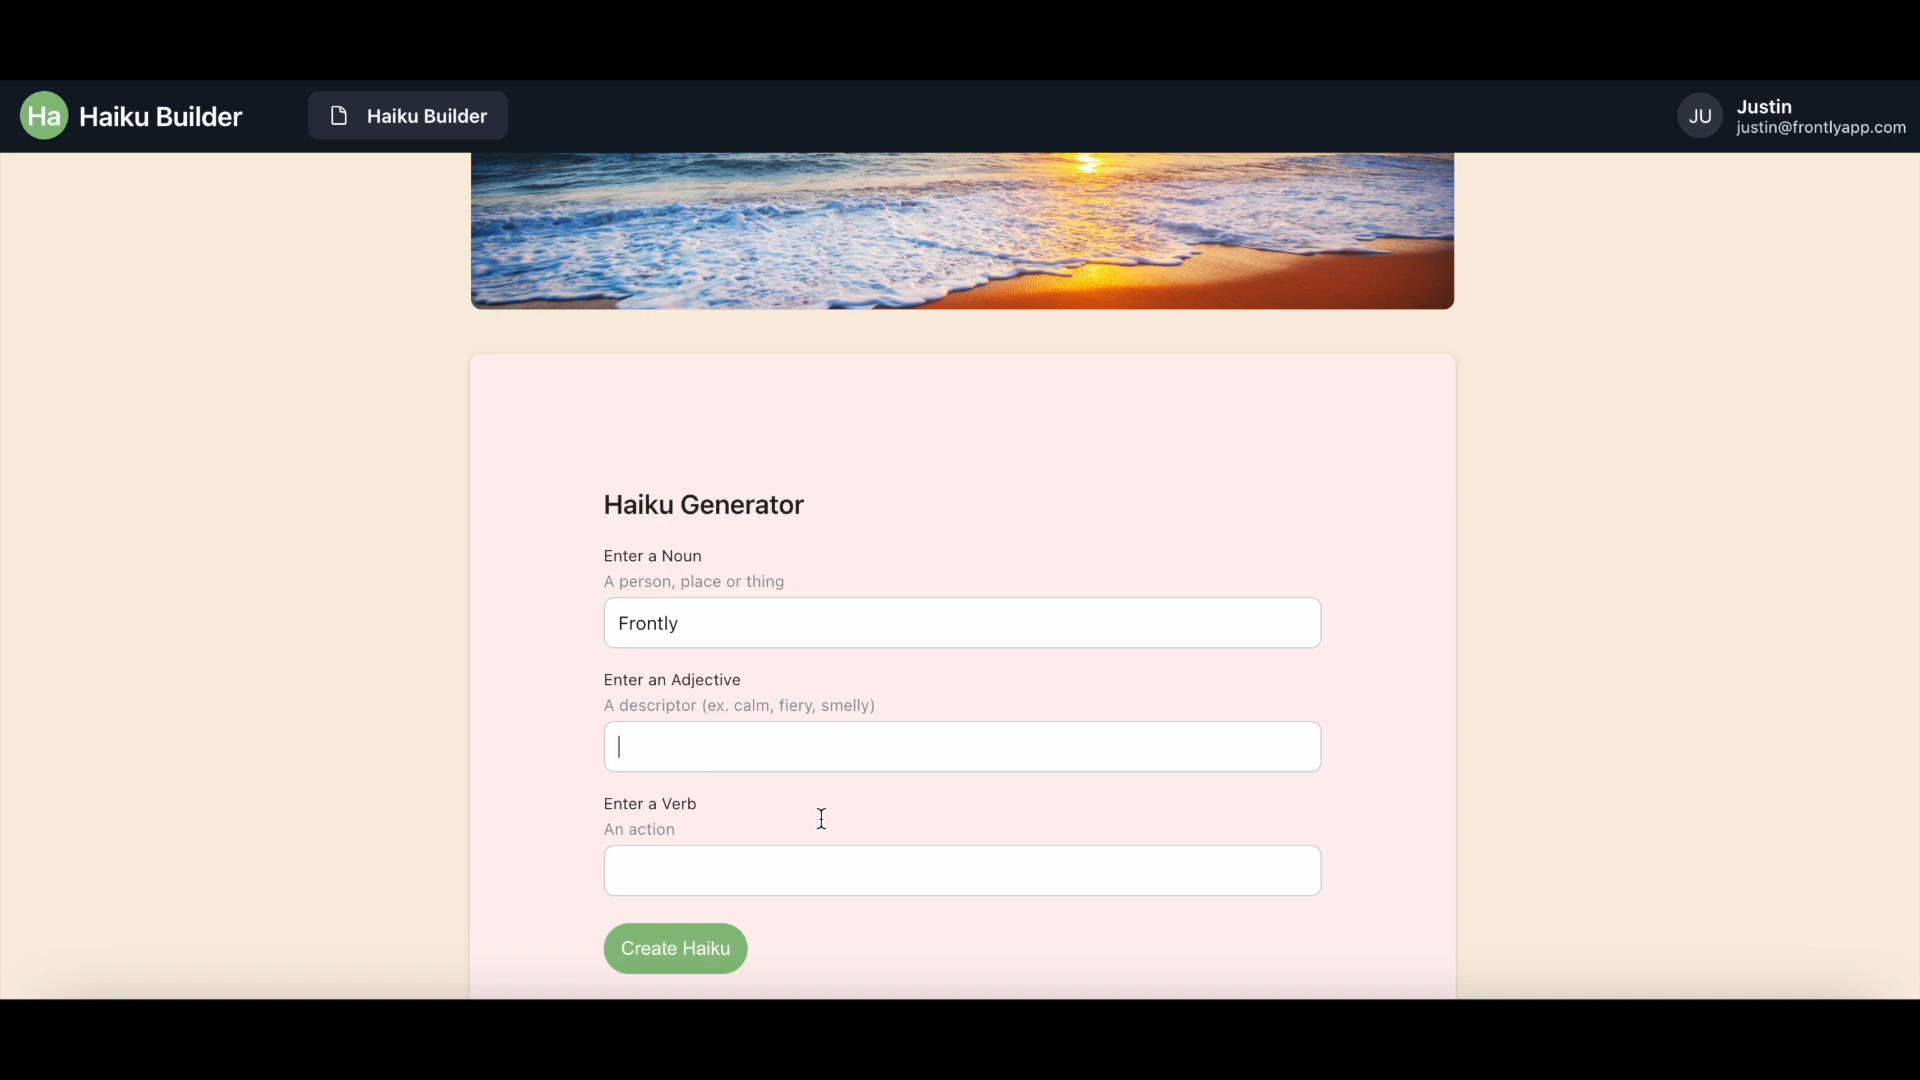 Ha Haiku Builder
Haiku Builder
JU
Justin
justin@frontlyapp.com
Haiku Generator
Enter a Noun
A person, place or thing
Frontly
Enter an Adjective
A descriptor (ex. calm, fiery, smelly)
Enter a Verb
An action
Create Haiku